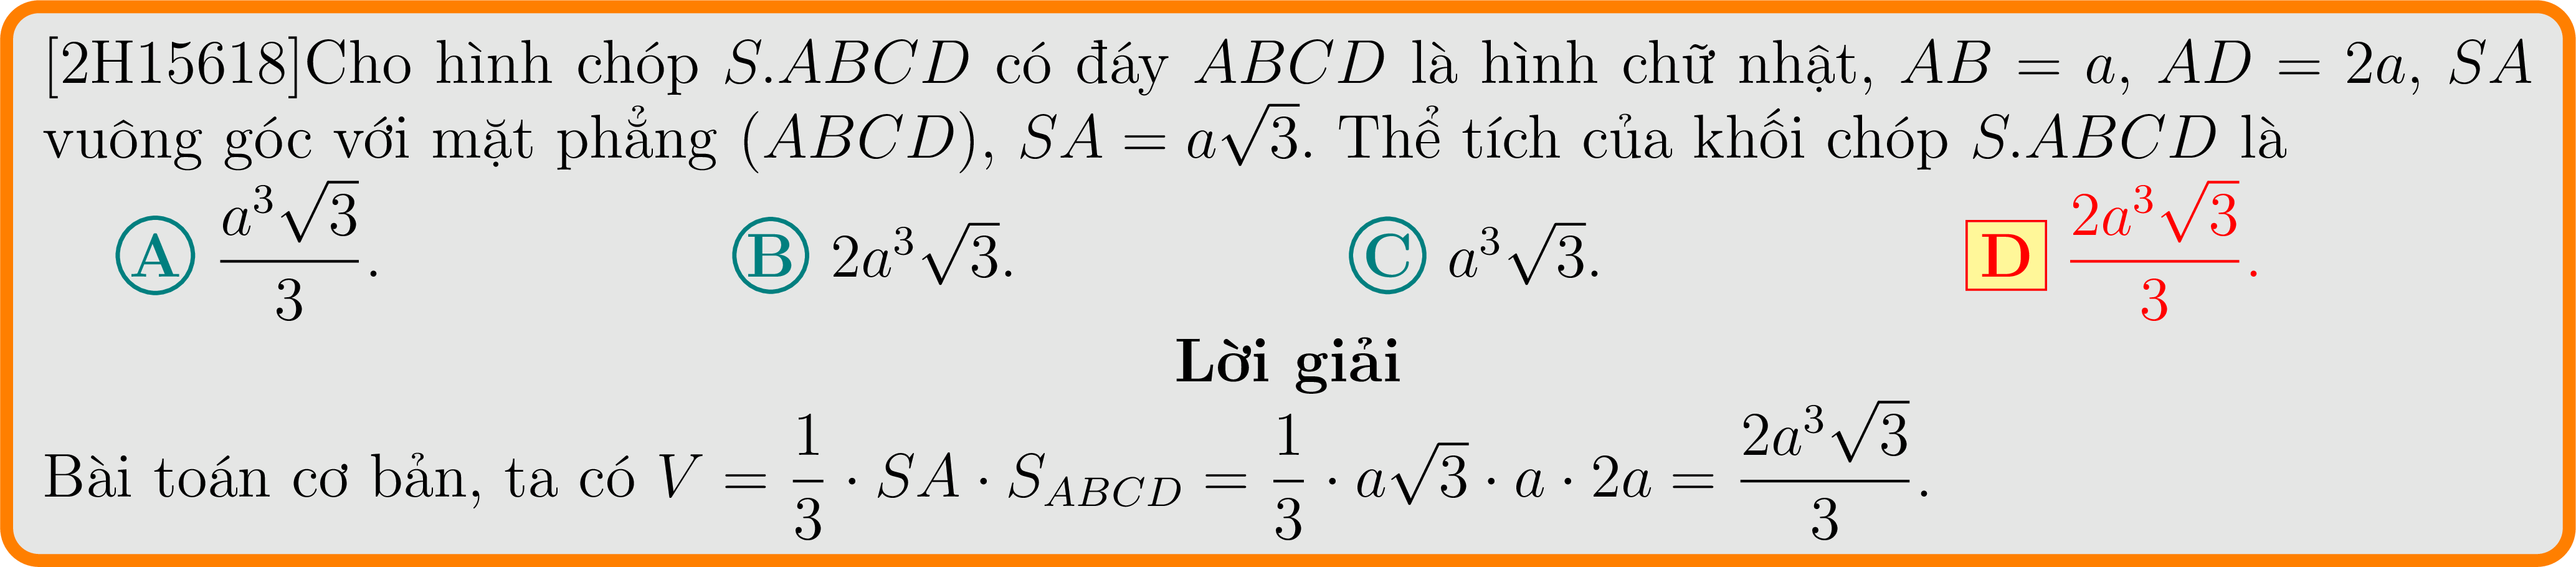 [2H15618]Cho hình chóp S.ABCD có đáy ABCD là hình chữ nhật, AB = a, AD = 2a, SA
vuông góc với mặt phẳng (ABCD), SA = a√3. Thể tích của khối chóp S.ABCD là
A $\frac{a^3\sqrt{3}}{3}$. B $2a^3\sqrt{3}$. C $a^3\sqrt{3}$. D $\frac{2a^3\sqrt{3}}{3}$.
Lời giải
Bài toán cơ bản, ta có $V = \frac{1}{3} \cdot SA \cdot S_{ABCD} = \frac{1}{3} \cdot a\sqrt{3} \cdot a \cdot 2a = \frac{2a^3\sqrt{3}}{3}$.